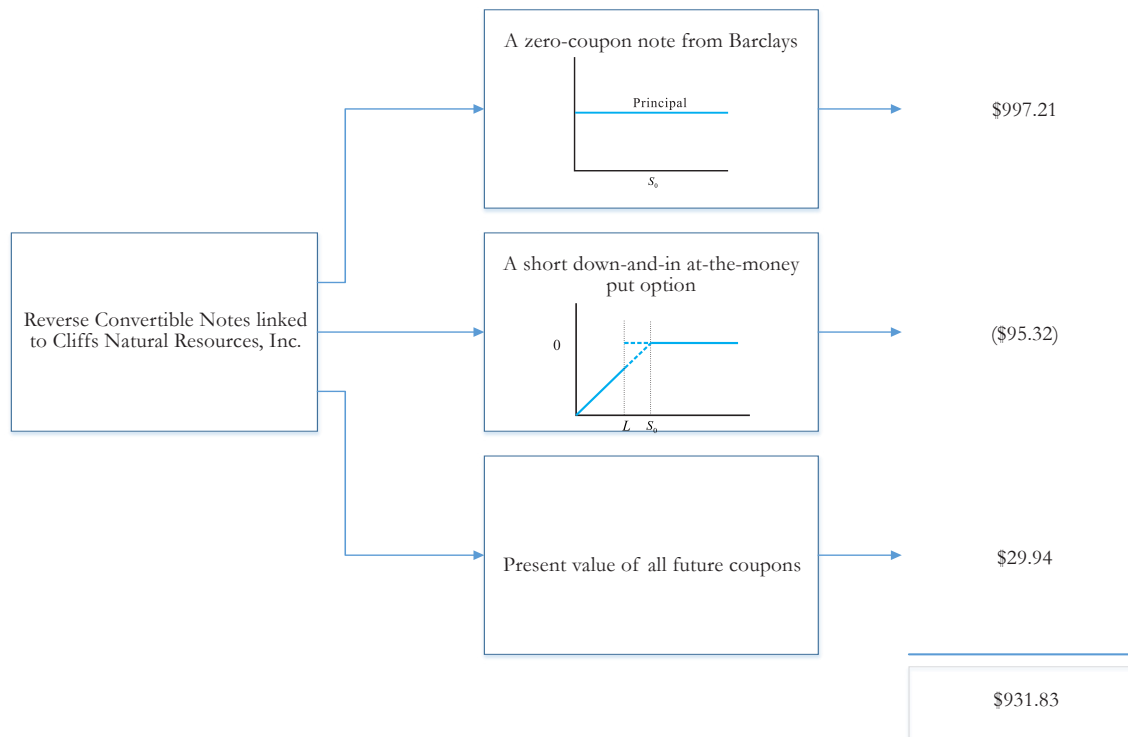 A zero-coupon note from Barclays
Principal
S₀
$997.21
Reverse Convertible Notes linked
to Cliffs Natural Resources, Inc.
A short down-and-in at-the-money
put option
0
L S₀
($95.32)
Present value of all future coupons
$29.94
$931.83